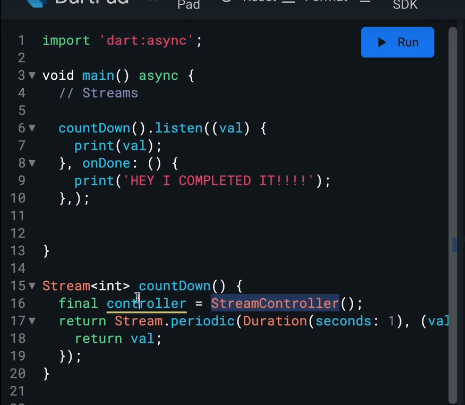 DartPad
Pad
Reset
Format
SDK
Run
1 import 'dart:async';
2
3 void main() async {
4 // Streams
5
6 countDown().listen((val) {
7 print(val);
8 }, onDone: () {
9 print('HEY I COMPLETED IT!!!!');
10 },);
11
12
13 }
14
15 Stream<int> countDown() {
16 final controller = StreamController();
17 return Stream.periodic(Duration(seconds: 1), (val
18 return val;
19 });
20 }
21